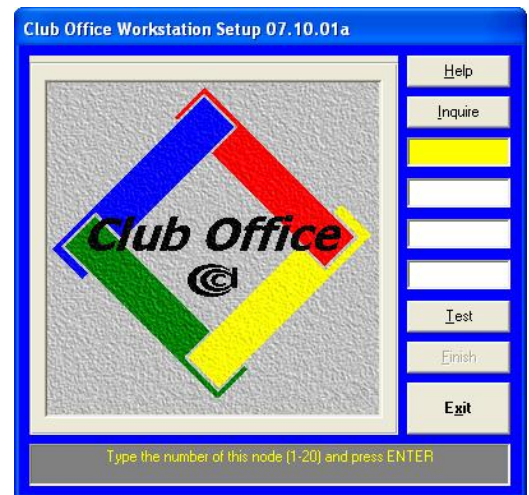 Club Office Workstation Setup 07.10.01a
Help
Inquire
Club Office
Test
Finish
Exit
Type the number of this node (1-20) and press ENTER